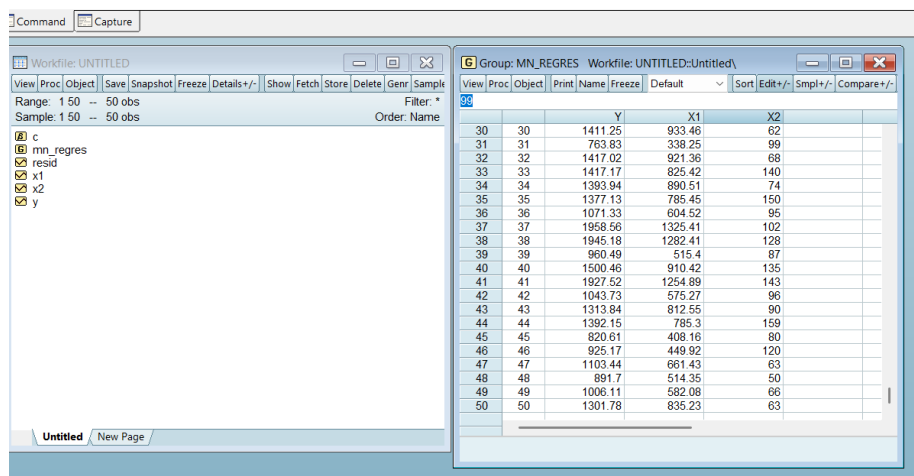 Command Capture
Workfile: UNTITLED
View Proc Object Save Snapshot Freeze Details+/- Show Fetch Store Delete Genr Sample
Range: 1 50 -- 50 obs Filter: *
Sample: 1 50 -- 50 obs Order: Name
c
mn_regres
resid
x1
x2
y
Untitled New Page
Group: MN_REGRES Workfile: UNTITLED::Untitled\
View Proc Object Print Name Freeze Default Sort Edit+/- Smpl+/- Compare+/-
99
Y X1 X2
30 30 1411.25 933.46 62
31 31 763.83 338.25 99
32 32 1417.02 921.36 68
33 33 1417.17 825.42 140
34 34 1393.94 890.51 74
35 35 1377.13 785.45 150
36 36 1071.33 604.52 95
37 37 1958.56 1325.41 102
38 38 1945.18 1282.41 128
39 39 960.49 515.4 87
40 40 1500.46 910.42 135
41 41 1927.52 1254.89 143
42 42 1043.73 575.27 96
43 43 1313.84 812.55 90
44 44 1392.15 785.3 159
45 45 820.61 408.16 80
46 46 925.17 449.92 120
47 47 1103.44 661.43 63
48 48 891.7 514.35 50
49 49 1006.11 582.08 66
50 50 1301.78 835.23 63